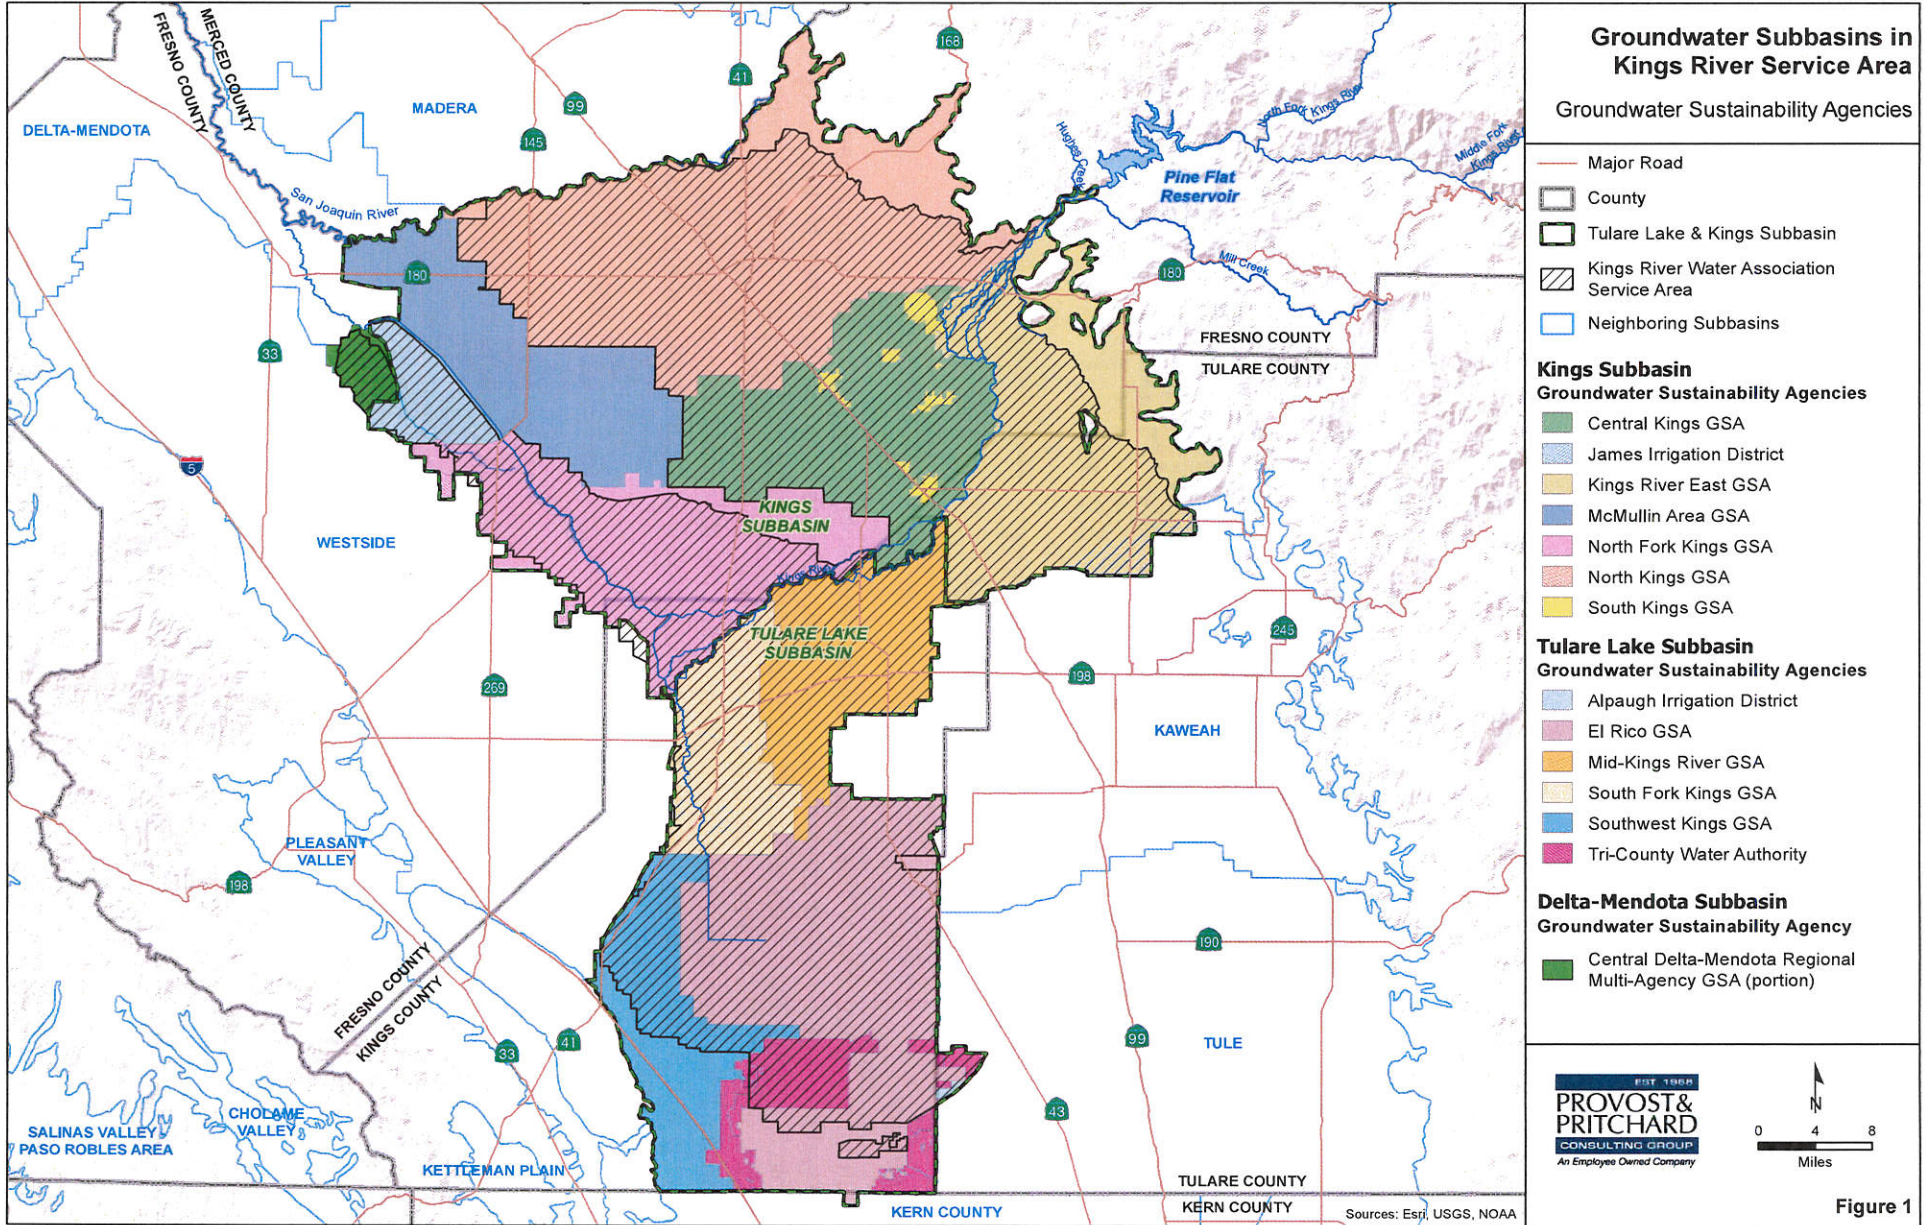 Groundwater Subbasins in
Kings River Service Area
Groundwater Sustainability Agencies
Major Road
County
Tulare Lake & Kings Subbasin
Kings River Water Association
Service Area
Neighboring Subbasins
Kings Subbasin
Groundwater Sustainability Agencies
Central Kings GSA
James Irrigation District
Kings River East GSA
McMullin Area GSA
North Fork Kings GSA
North Kings GSA
South Kings GSA
Tulare Lake Subbasin
Groundwater Sustainability Agencies
Alpaugh Irrigation District
El Rico GSA
Mid-Kings River GSA
South Fork Kings GSA
Southwest Kings GSA
Tri-County Water Authority
Delta-Mendota Subbasin
Groundwater Sustainability Agency
Central Delta-Mendota Regional
Multi-Agency GSA (portion)
EST 1968
PROVOST&
PRITCHARD
CONSULTING GROUP
An Employee Owned Company
N
0 4 8
Miles
Figure 1
MERCED COUNTY
FRESNO COUNTY
DELTA-MENDOTA
MADERA
168
41
99
145
North Fork Kings River
Middle Fork
Kings River
Hughes Creek
Pine Flat
Reservoir
San Joaquin River
180
Mill Creek
180
33
FRESNO COUNTY
TULARE COUNTY
5
WESTSIDE
KINGS
SUBBASIN
Kings River
TULARE LAKE
SUBBASIN
245
269
198
KAWEAH
PLEASANT
VALLEY
198
FRESNO COUNTY
KINGS COUNTY
190
33
41
99
TULE
43
CHOLAME
VALLEY
SALINAS VALLEY
PASO ROBLES AREA
KETTLEMAN PLAIN
TULARE COUNTY
KERN COUNTY
KERN COUNTY
Sources: Esri, USGS, NOAA